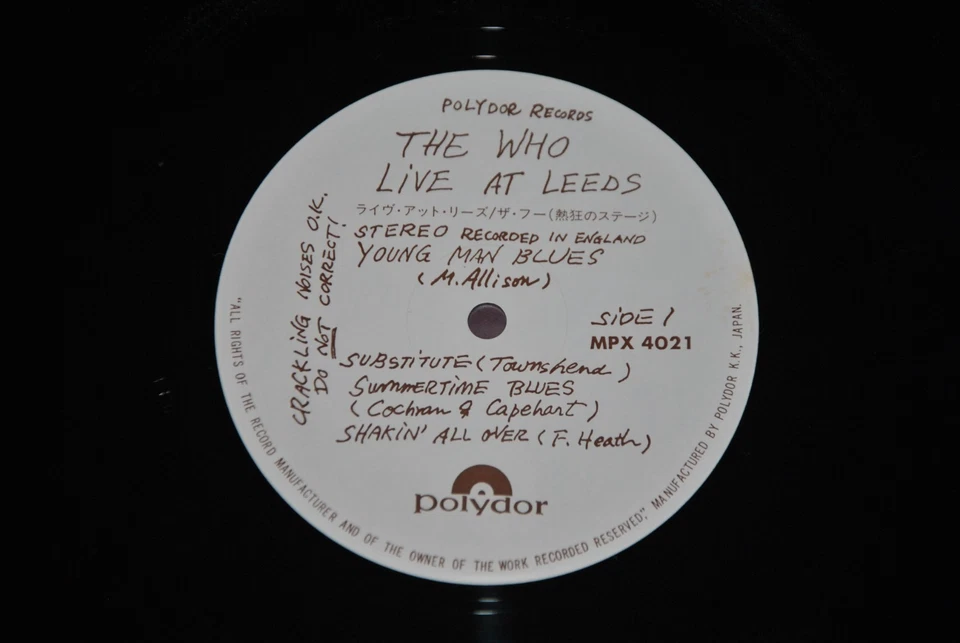 POLYDOR RECORDS
THE WHO
LiVE AT LEEDS
ライヴ・アット・リーズ/ザ・フー(熱狂のステージ)
STEREO RECORDED IN ENGLAND
YOUNG MAN BLUES
(M. Allison)
CRACKLING NOISES O.K.
DO NOT CORRECT!
SiDE 1
MPX 4021
SUBSTiTUTE (Townshend)
SUMMERTiME BLUES
(Cochran & Capehart)
SHAKiN' ALL OVER (F. Heath)
polydor
"ALL RIGHTS OF THE RECORD MANUFACTURER AND OF THE OWNER OF THE WORK RECORDED RESERVED," MANUFACTURED BY POLYDOR K.K., JAPAN.